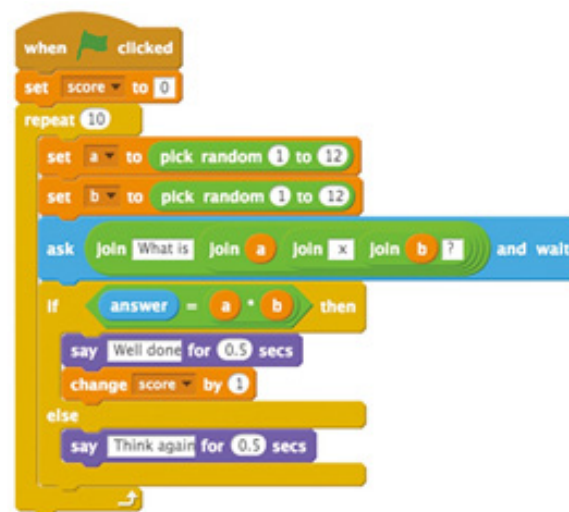 when clicked
set score to 0
repeat 10
set a to pick random 1 to 12
set b to pick random 1 to 12
ask join What is join a join x join b ? and wait
if answer = a * b then
say Well done for 0.5 secs
change score by 1
else
say Think again for 0.5 secs